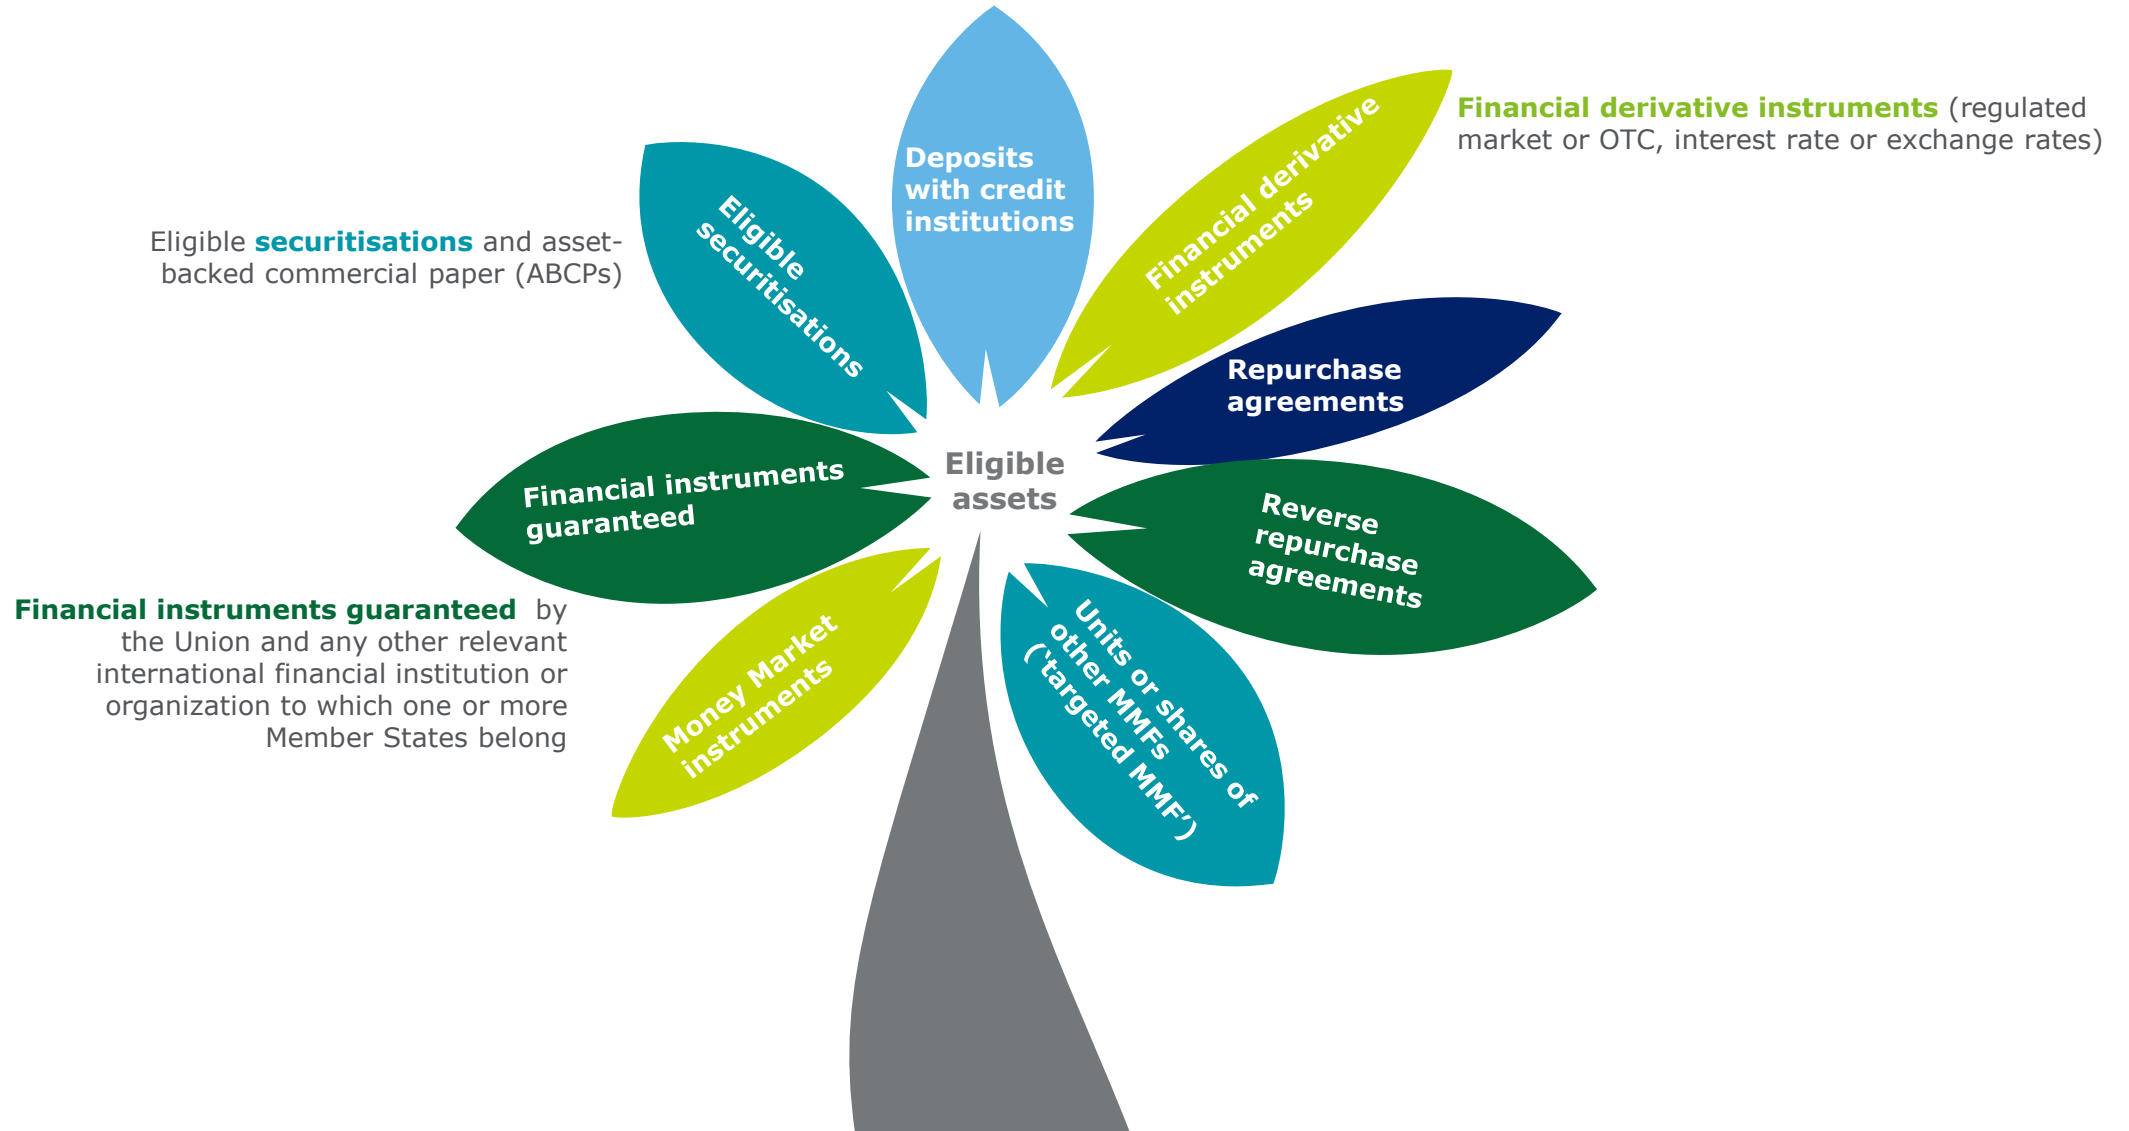 Deposits
with credit
institutions
Financial derivative
instruments
Financial derivative instruments (regulated
market or OTC, interest rate or exchange rates)
Eligible
securitisations
Eligible securitisations and asset-
backed commercial paper (ABCPs)
Repurchase
agreements
Eligible
assets
Financial instruments
guaranteed
Reverse
repurchase
agreements
Financial instruments guaranteed by
the Union and any other relevant
international financial institution or
organization to which one or more
Member States belong
Money Market
instruments
Units or shares of
other MMFs
(‘targeted MMF’)